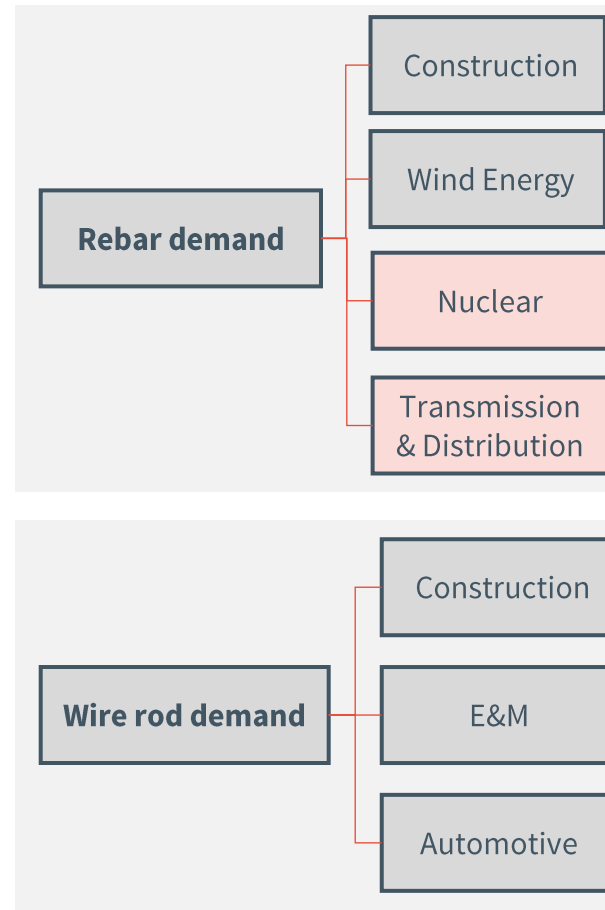 Construction
Wind Energy
Rebar demand
Nuclear
Transmission
& Distribution
Construction
Wire rod demand
E&M
Automotive